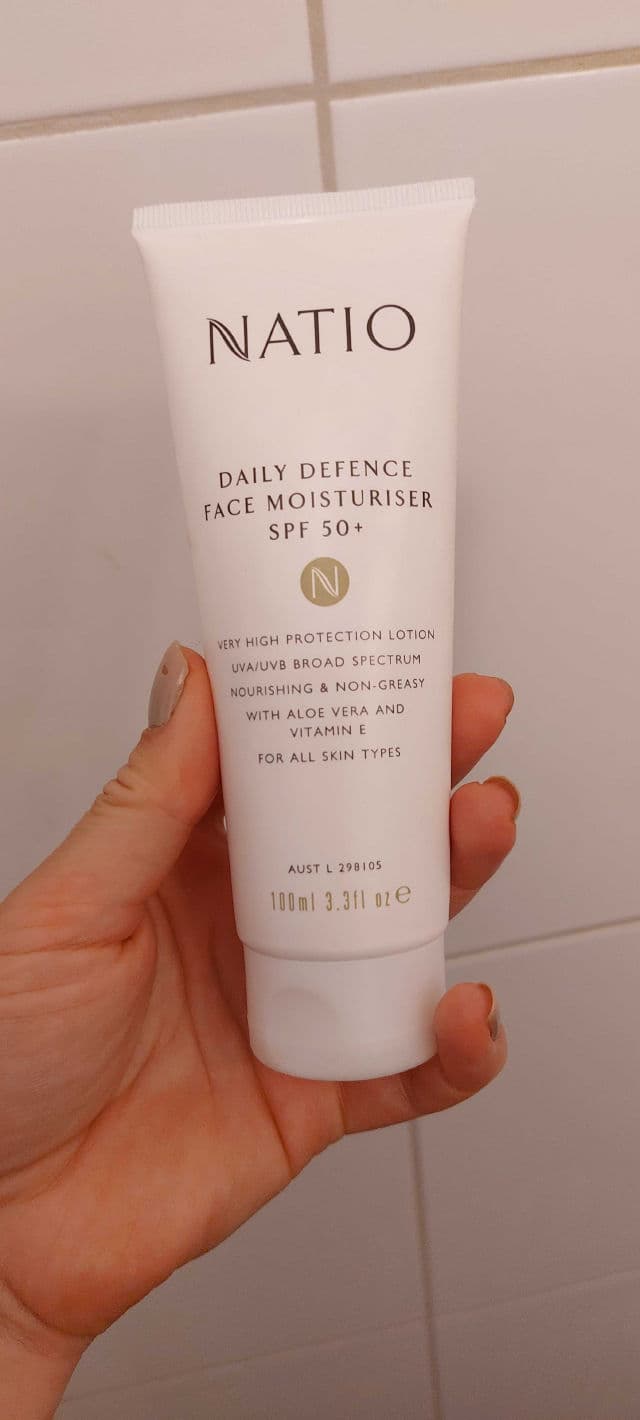 NATIO
DAILY DEFENCE
FACE MOISTURISER
SPF 50+
N
VERY HIGH PROTECTION LOTION
UVA/UVB BROAD SPECTRUM
NOURISHING & NON-GREASY
WITH ALOE VERA AND
VITAMIN E
FOR ALL SKIN TYPES
AUST L 298105
100ml 3.3fl oz e